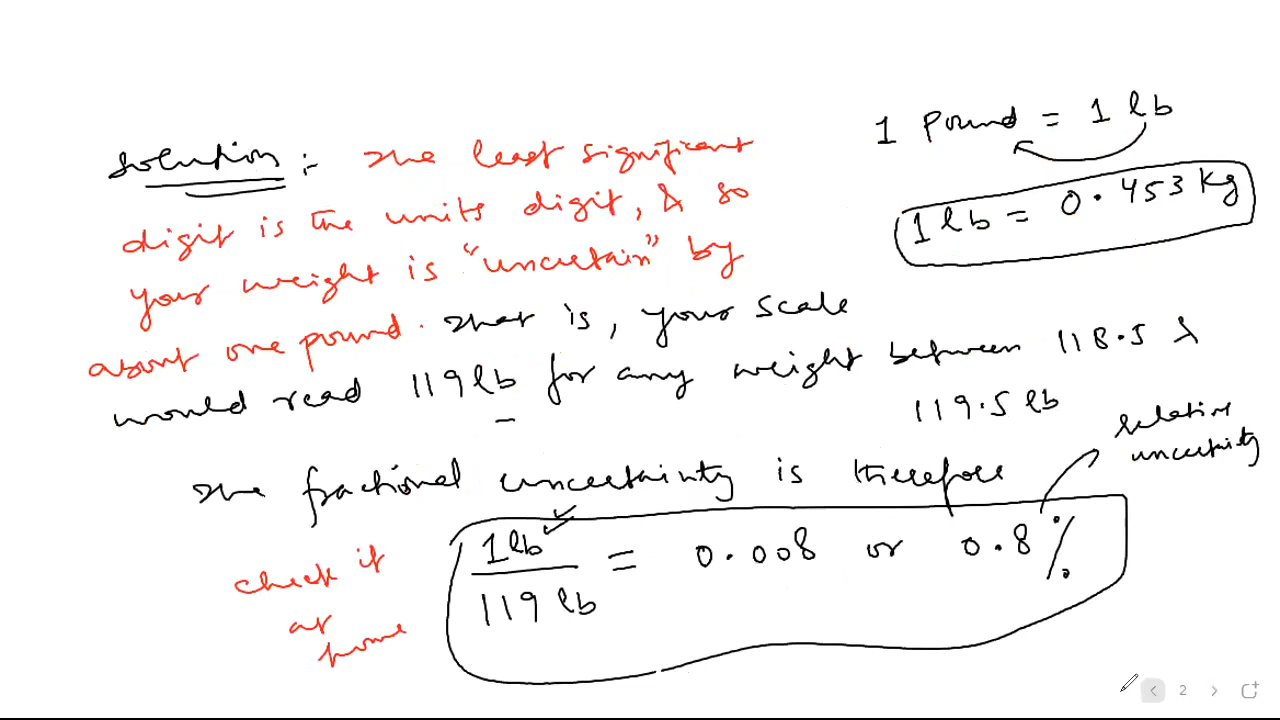 1 Pound = 1 lb
1 lb = 0.453 Kg
Solution :- The least significant
digit is the units digit, & so
your weight is "uncertain" by
about one pound. That is, your scale
would read 119 lb for any weight between 118.5 &
119.5 lb
The fractional uncertainty is therefore
relative
uncertainty
1 lb
119 lb
= 0.008 or 0.8%
check it
at
home
2